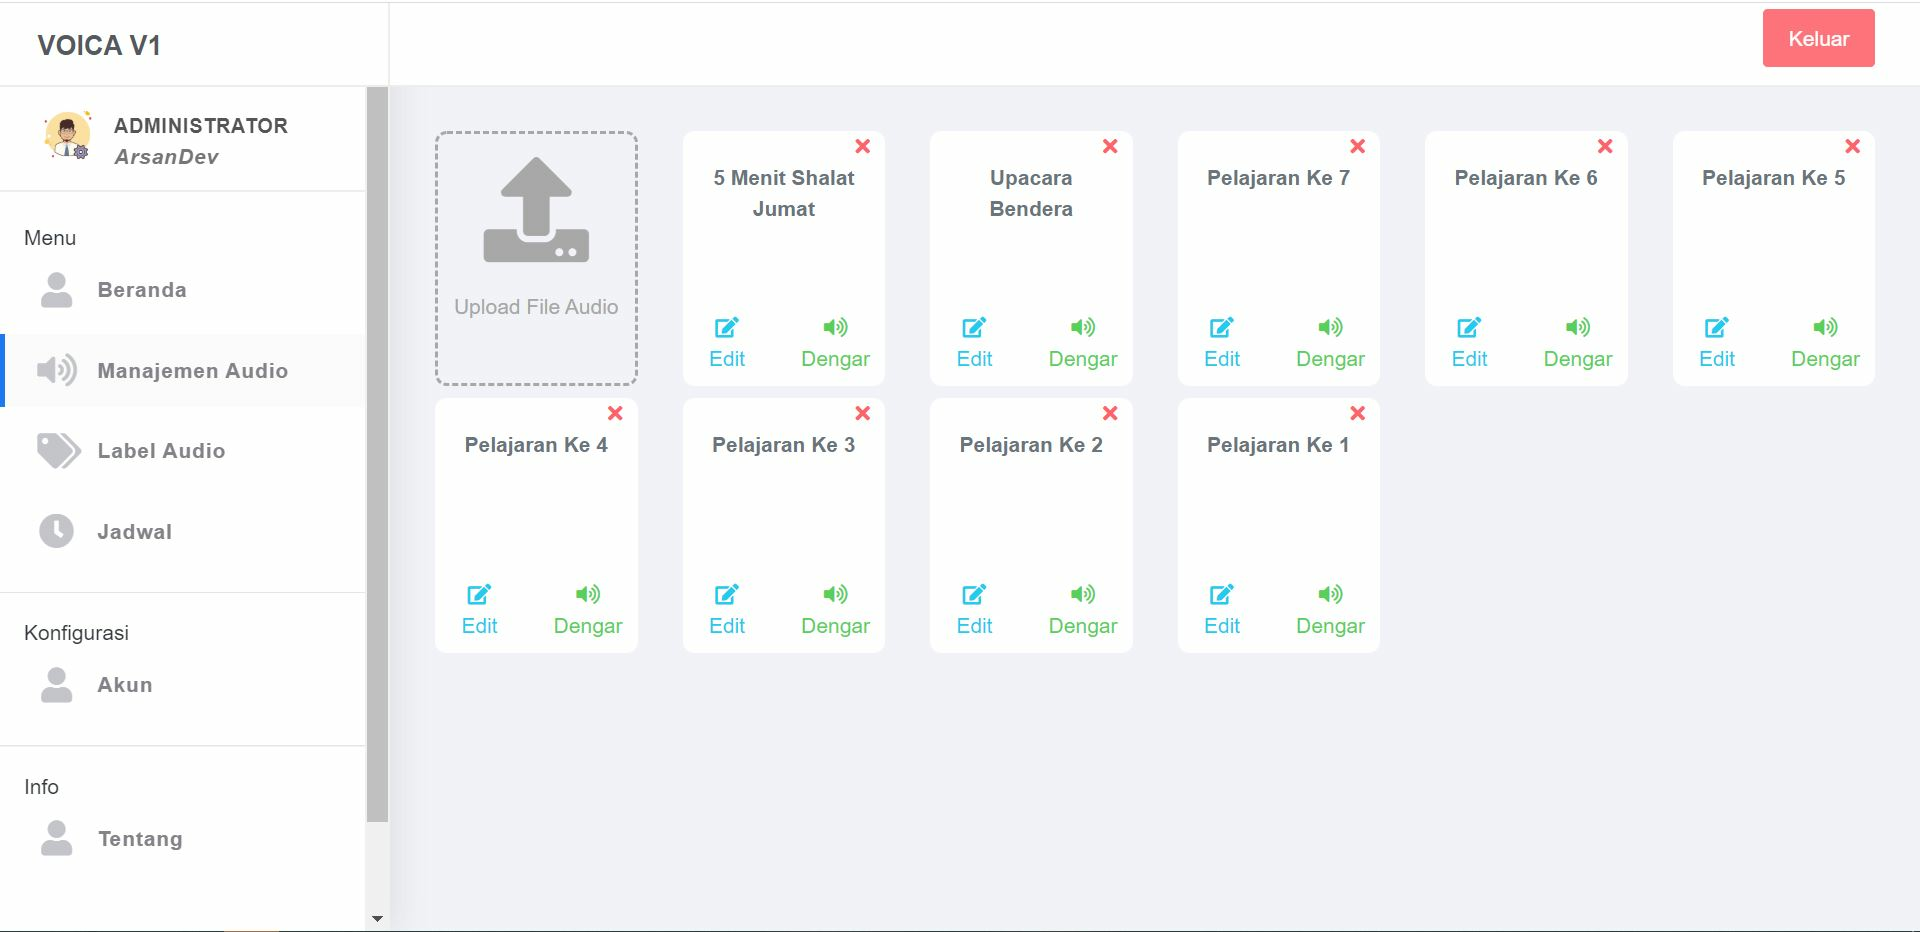 VOICA V1
Keluar
ADMINISTRATOR
ArsanDev
Menu
Beranda
Manajemen Audio
Label Audio
Jadwal
Konfigurasi
Akun
Info
Tentang
Upload File Audio
5 Menit Shalat
Jumat
Edit Dengar
Upacara
Bendera
Edit Dengar
Pelajaran Ke 7
Edit Dengar
Pelajaran Ke 6
Edit Dengar
Pelajaran Ke 5
Edit Dengar
Pelajaran Ke 4
Edit Dengar
Pelajaran Ke 3
Edit Dengar
Pelajaran Ke 2
Edit Dengar
Pelajaran Ke 1
Edit Dengar